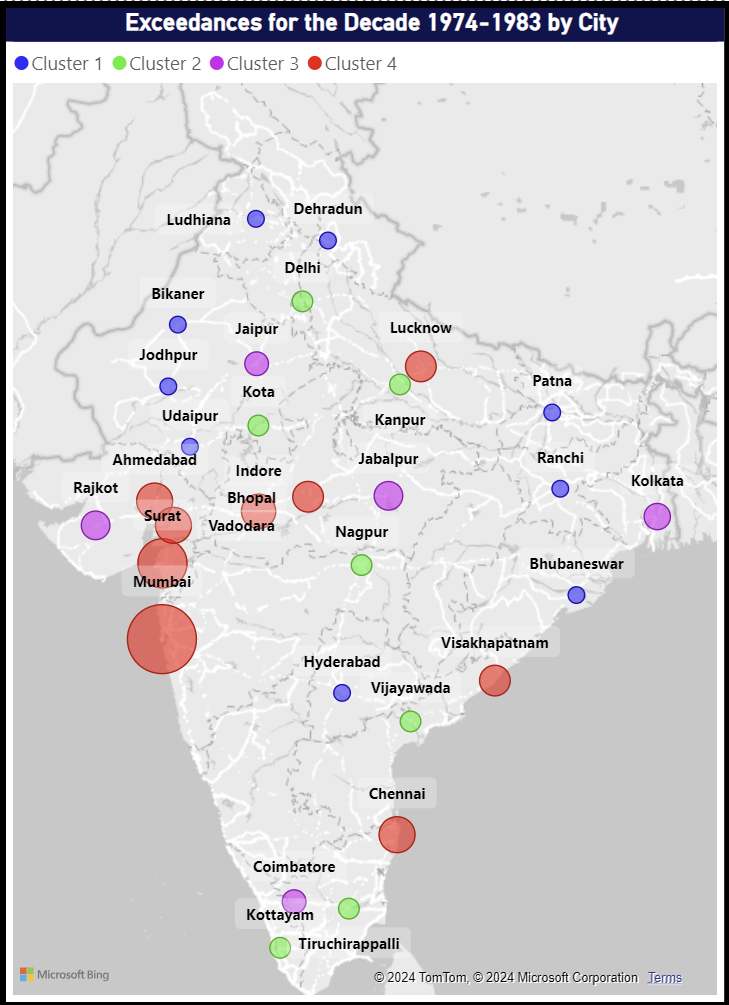 Exceedances for the Decade 1974-1983 by City
Cluster 1 Cluster 2 Cluster 3 Cluster 4
Dehradun
Ludhiana
Delhi
Bikaner
Jaipur
Lucknow
Jodhpur
Patna
Kota
Udaipur
Kanpur
Ahmedabad
Jabalpur
Ranchi
Indore
Kolkata
Rajkot
Bhopal
Surat
Vadodara
Nagpur
Bhubaneswar
Mumbai
Visakhapatnam
Hyderabad
Vijayawada
Chennai
Coimbatore
Kottayam
Tiruchirappalli
Microsoft Bing
© 2024 TomTom, © 2024 Microsoft Corporation Terms